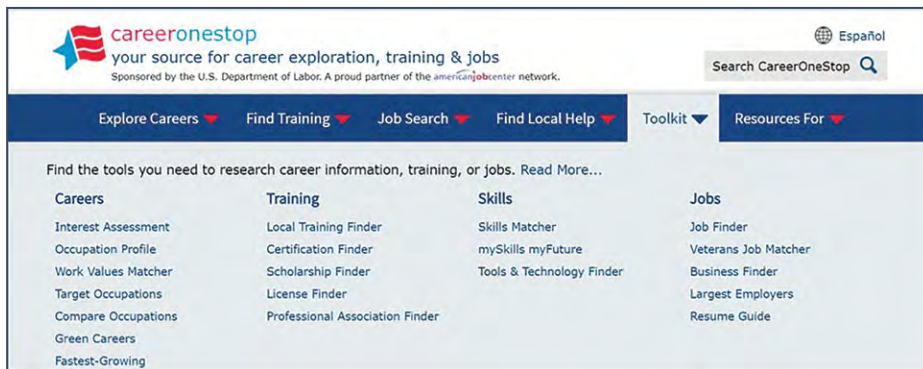 careeronestop
your source for career exploration, training & jobs
Sponsored by the U.S. Department of Labor. A proud partner of the americanjobcenter network.
Español
Search CareerOneStop
Explore Careers
Find Training
Job Search
Find Local Help
Toolkit
Resources For
Find the tools you need to research career information, training, or jobs. Read More...
Careers
Interest Assessment
Occupation Profile
Work Values Matcher
Target Occupations
Compare Occupations
Green Careers
Fastest-Growing
Training
Local Training Finder
Certification Finder
Scholarship Finder
License Finder
Professional Association Finder
Skills
Skills Matcher
mySkills myFuture
Tools & Technology Finder
Jobs
Job Finder
Veterans Job Matcher
Business Finder
Largest Employers
Resume Guide